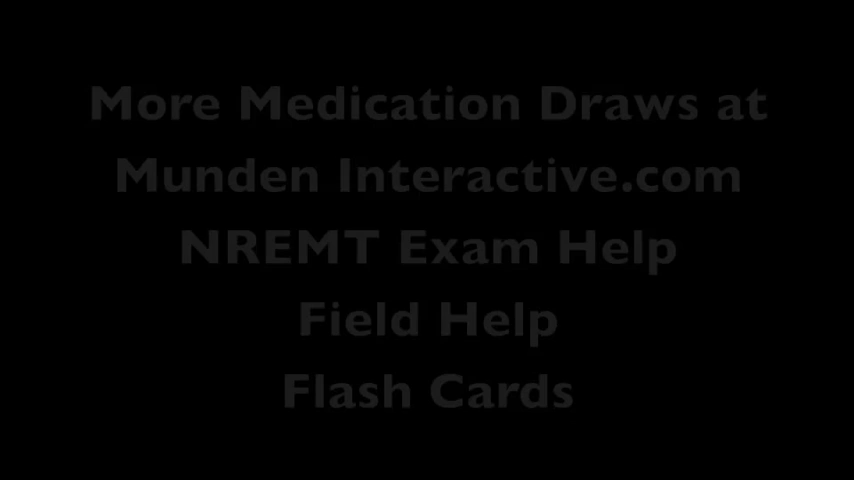 More Medication Draws at
Munden Interactive.com
NREMT Exam Help
Field Help
Flash Cards